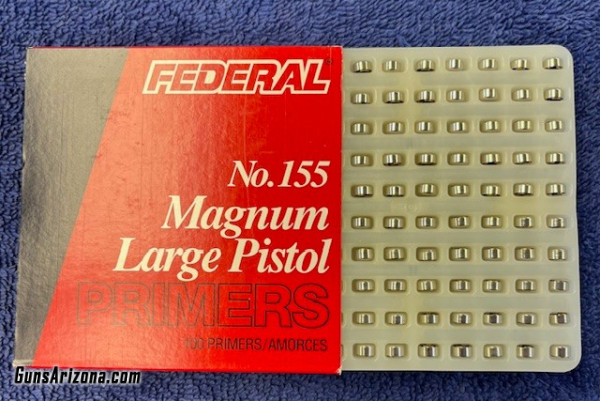 FEDERAL
No.155
Magnum
Large Pistol
PRIMERS
100 PRIMERS/AMORCES
GunsArizona.com